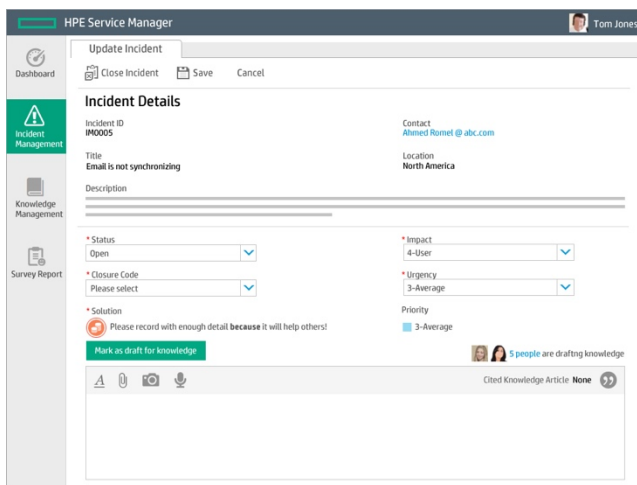 HPE Service Manager
Tom Jones
Update Incident
Close Incident Save Cancel
Dashboard
Incident Management
Knowledge Management
Survey Report
Incident Details
Incident ID
IM0005
Contact
Ahmed Romel @ abc.com
Title
Email is not synchronizing
Location
North America
Description
* Status
Open
* Impact
4-User
* Closure Code
Please select
* Urgency
3-Average
* Solution
Please record with enough detail because it will help others!
Priority
3-Average
Mark as draft for knowledge
5 people are draftng knowledge
A
Cited Knowledge Article None